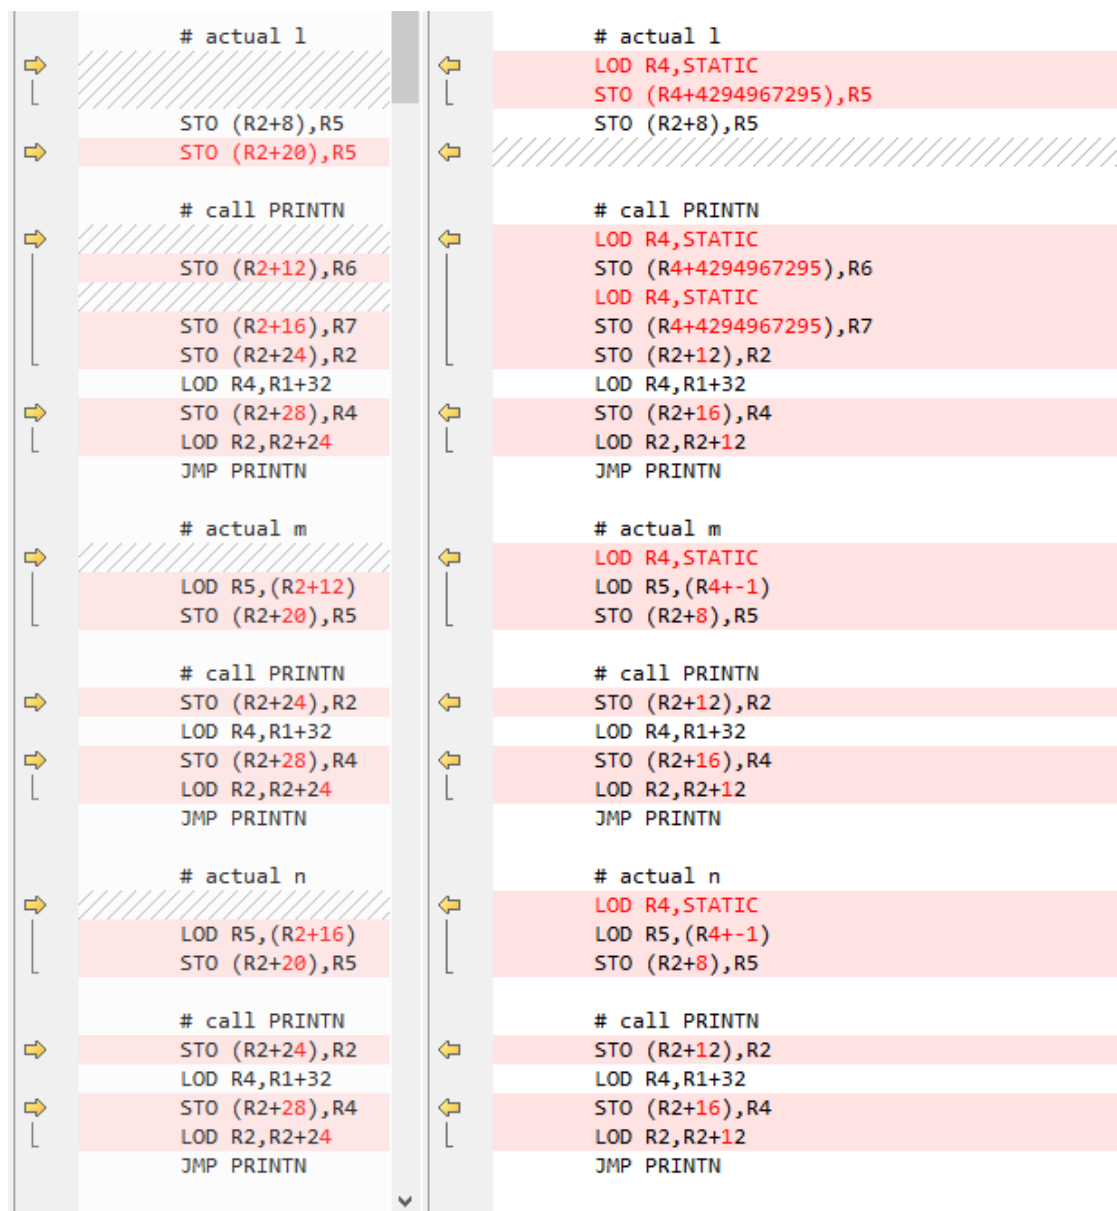 # actual l
STO (R2+8),R5
STO (R2+20),R5
# call PRINTN
STO (R2+12),R6
STO (R2+16),R7
STO (R2+24),R2
LOD R4,R1+32
STO (R2+28),R4
LOD R2,R2+24
JMP PRINTN
# actual m
LOD R5,(R2+12)
STO (R2+20),R5
# call PRINTN
STO (R2+24),R2
LOD R4,R1+32
STO (R2+28),R4
LOD R2,R2+24
JMP PRINTN
# actual n
LOD R5,(R2+16)
STO (R2+20),R5
# call PRINTN
STO (R2+24),R2
LOD R4,R1+32
STO (R2+28),R4
LOD R2,R2+24
JMP PRINTN
# actual l
LOD R4,STATIC
STO (R4+4294967295),R5
STO (R2+8),R5
# call PRINTN
LOD R4,STATIC
STO (R4+4294967295),R6
LOD R4,STATIC
STO (R4+4294967295),R7
STO (R2+12),R2
LOD R4,R1+32
STO (R2+16),R4
LOD R2,R2+12
JMP PRINTN
# actual m
LOD R4,STATIC
LOD R5,(R4+-1)
STO (R2+8),R5
# call PRINTN
STO (R2+12),R2
LOD R4,R1+32
STO (R2+16),R4
LOD R2,R2+12
JMP PRINTN
# actual n
LOD R4,STATIC
LOD R5,(R4+-1)
STO (R2+8),R5
# call PRINTN
STO (R2+12),R2
LOD R4,R1+32
STO (R2+16),R4
LOD R2,R2+12
JMP PRINTN